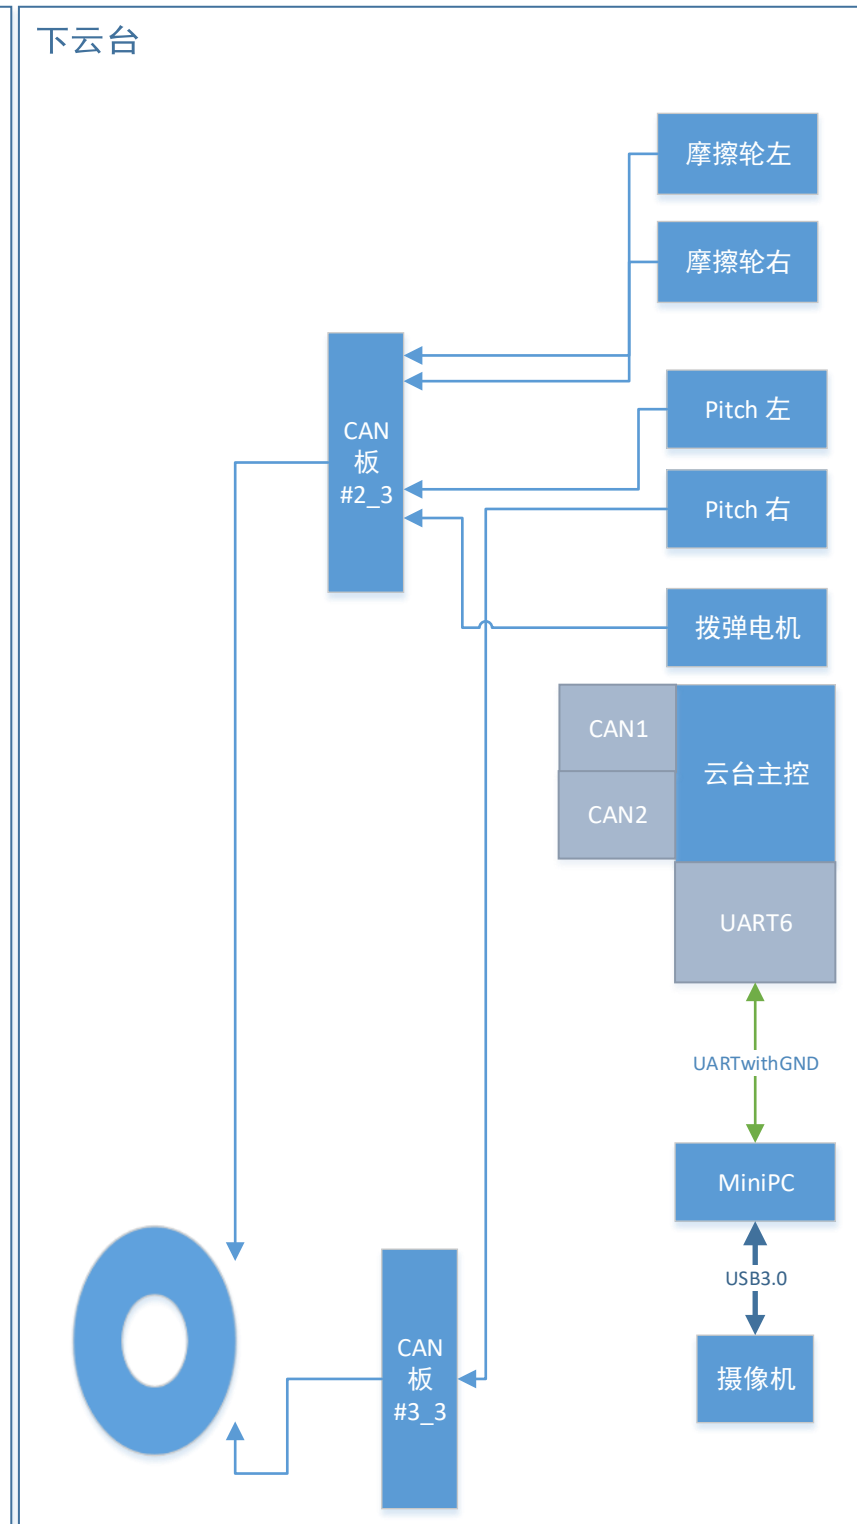 下云台
摩擦轮左
摩擦轮右
CAN
板
#2_3
Pitch 左
Pitch 右
拨弹电机
CAN1
云台主控
CAN2
UART6
UARTwithGND
MiniPC
USB3.0
CAN
板
#3_3
摄像机